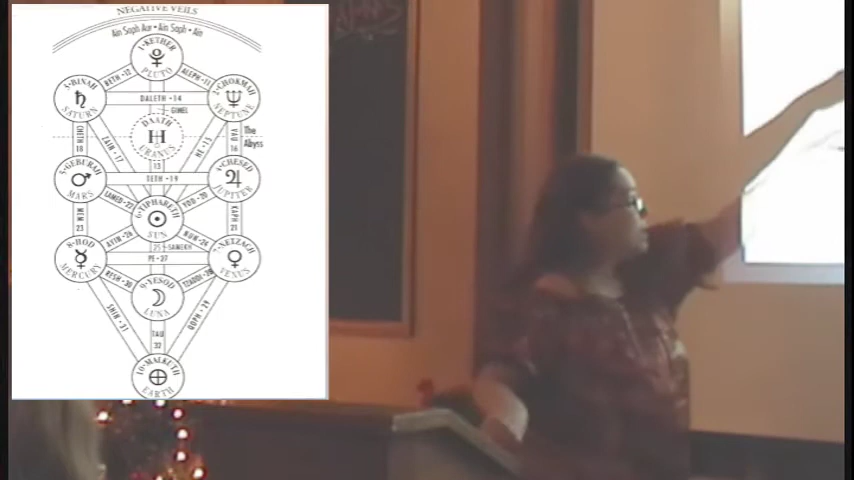 NEGATIVE VEILS
Ain Soph Aur • Ain Soph • Ain
1•KETHER
PLUTO
BETH•12
ALEPH•11
3•BINAH
SATURN
2•CHOKMAH
NEPTUNE
DALETH•14
GIMEL
DAATH
URANUS
The
Abyss
CHETH
18
ZAIN•17
HE•15
VAU
16
13
5•GEBURAH
MARS
TETH•19
4•CHESED
JUPITER
LAMED•22
YOD•20
6•TIPHARETH
SUN
MEM
23
KAPH
21
AYIN•26
NUN•24
25
SAMEKH
8•HOD
MERCURY
PE•27
7•NETZACH
VENUS
RESH•30
TZADDI•28
9•YESOD
LUNA
SHIN•31
QOPH•29
TAU
32
10•MALKUTH
EARTH